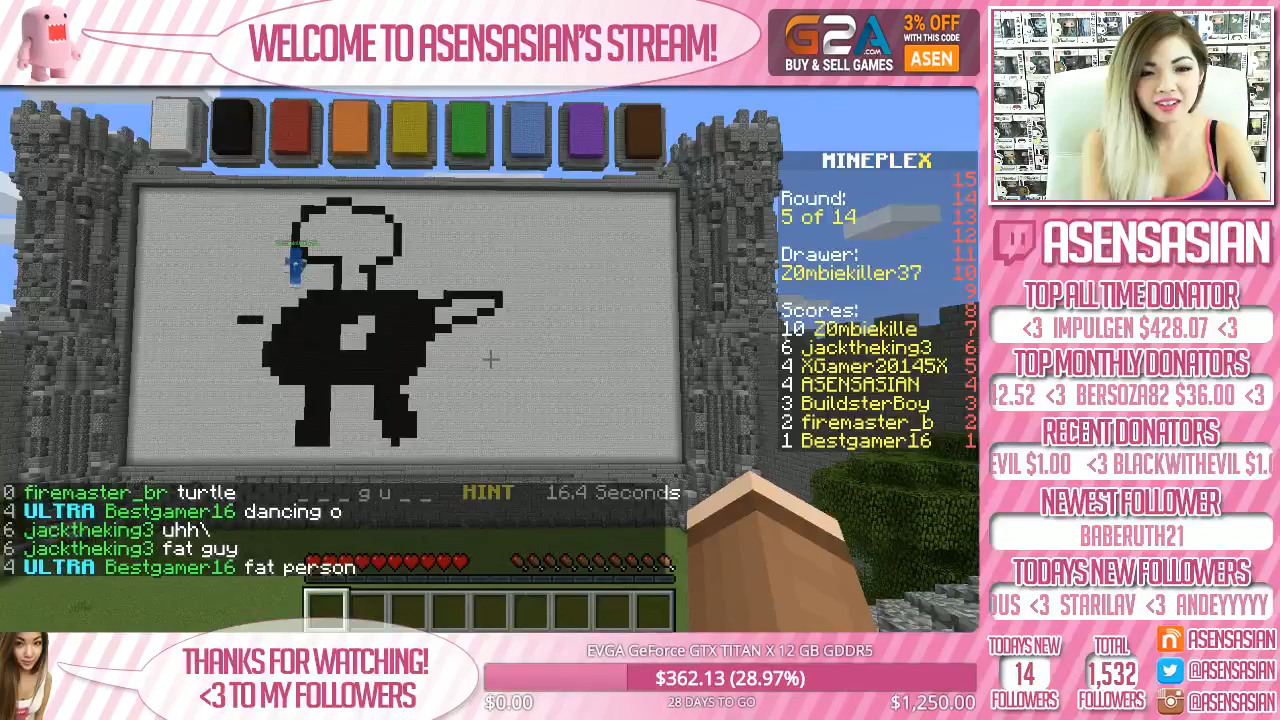 WELCOME TO ASENSASIAN'S STREAM!
G2A.COM
BUY & SELL GAMES
3% OFF
WITH THIS CODE
ASEN
MINEPLEX
15
Round: 14
5 of 14 13
12
Drawer: 11
Z0mbiekiller37 10
9
Scores: 8
10 Z0mbiekille 7
6 jacktheking3 6
4 XGamer20145X 5
4 ASENSASIAN 4
3 BuildsterBoy 3
2 firemaster_b 2
1 Bestgamer16 1
_ _ _ g u _ _ HINT 16.4 Seconds
0 firemaster_br turtle
4 ULTRA Bestgamer16 dancing o
6 jacktheking3 uhh\
6 jacktheking3 fat guy
4 ULTRA Bestgamer16 fat person
ASENSASIAN
TOP ALL TIME DONATOR
<3 IMPULGEN $428.07 <3
TOP MONTHLY DONATORS
42.52 <3 BERSOZA82 $36.00 <3
RECENT DONATORS
EVIL $1.00 <3 BLACKWITHEVIL $1.
NEWEST FOLLOWER
BABERUTH21
TODAYS NEW FOLLOWERS
<3 STARILAV <3 ANDEYYYYY
TODAYS NEW
14
FOLLOWERS
TOTAL
1,532
FOLLOWERS
ASENSASIAN
@ASENSASIAN
@ASENSASIAN
THANKS FOR WATCHING!
<3 TO MY FOLLOWERS
EVGA GeForce GTX TITAN X 12 GB GDDR5
$362.13 (28.97%)
$0.00 28 DAYS TO GO $1,250.00